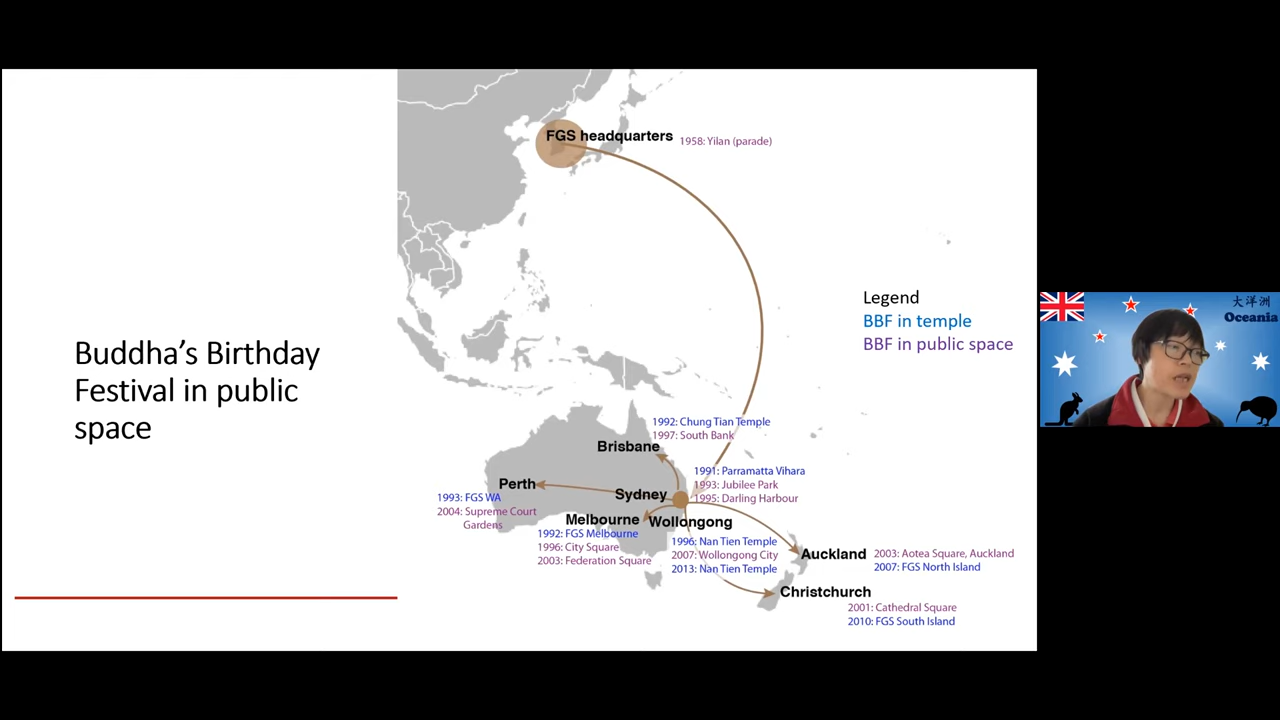 Buddha's Birthday
Festival in public
space
FGS headquarters
1958: Yilan (parade)
Legend
BBF in temple
BBF in public space
1992: Chung Tian Temple
1997: South Bank
Brisbane
1991: Parramatta Vihara
1993: Jubilee Park
1995: Darling Harbour
Sydney
Perth
1993: FGS WA
2004: Supreme Court
Gardens
Melbourne
1992: FGS Melbourne
1996: City Square
2003: Federation Square
Wollongong
1996: Nan Tien Temple
2007: Wollongong City
2013: Nan Tien Temple
Auckland
2003: Aotea Square, Auckland
2007: FGS North Island
Christchurch
2001: Cathedral Square
2010: FGS South Island
大洋洲
Oceania